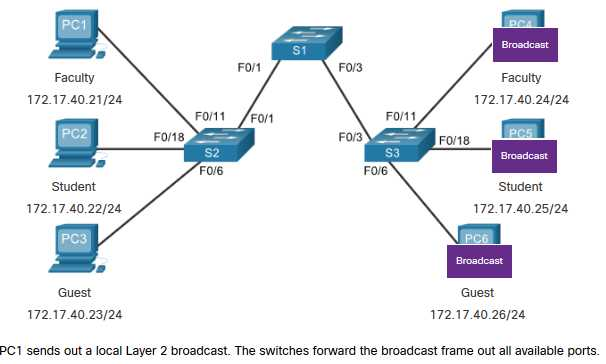 PC1
Faculty
172.17.40.21/24
PC2
Student
172.17.40.22/24
PC3
Guest
172.17.40.23/24
S1
F0/1
F0/3
F0/11
F0/1
F0/18
S2
F0/6
F0/11
F0/3
F0/18
S3
F0/6
PC4
Broadcast
Faculty
172.17.40.24/24
PC5
Broadcast
Student
172.17.40.25/24
PC6
Broadcast
Guest
172.17.40.26/24
PC1 sends out a local Layer 2 broadcast. The switches forward the broadcast frame out all available ports.